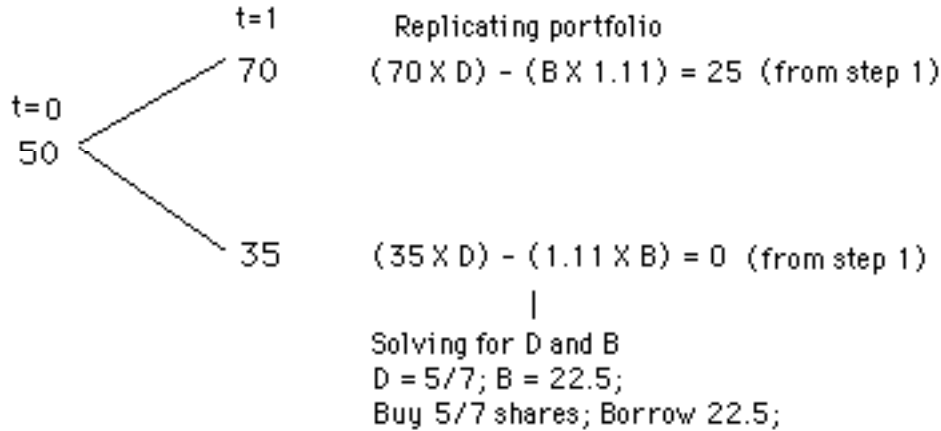 t=1
Replicating portfolio
70 (70 X D) - (B X 1.11) = 25 (from step 1)
t=0
50
35 (35 X D) - (1.11 X B) = 0 (from step 1)
Solving for D and B
D = 5/7; B = 22.5;
Buy 5/7 shares; Borrow 22.5;